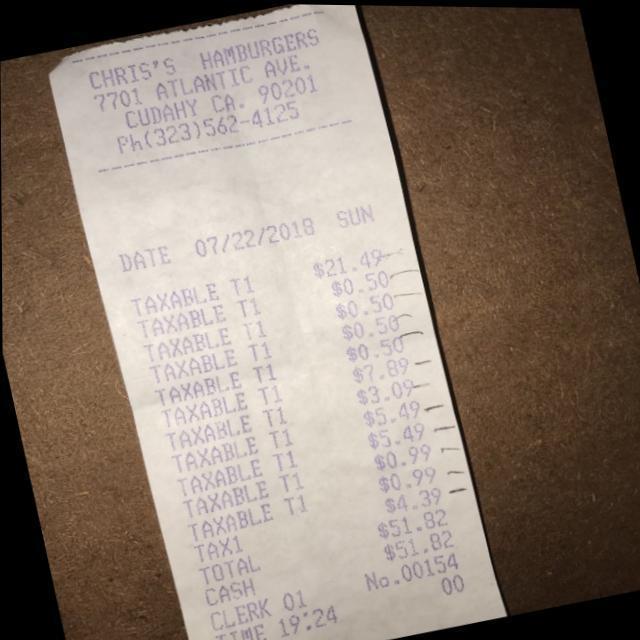 CHRIS'S HAMBURGERS
7701 ATLANTIC AVE
CUDAHY CA. 90201
Ph(323)562-4125
DATE 07/22/2018 SUN
TAXABLE T1 $21.49
TAXABLE T1 $0.50
TAXABLE T1 $0.50
TAXABLE T1 $0.50
TAXABLE T1 $0.50
TAXABLE T1 $7.89
TAXABLE T1 $3.09
TAXABLE T1 $5.49
TAXABLE T1 $5.49
TAXABLE T1 $0.99
TAXABLE T1 $0.99
TAX1 $4.39
TOTAL $51.82
CASH $51.82
CLERK 01 No.00154
TIME 19:24 00